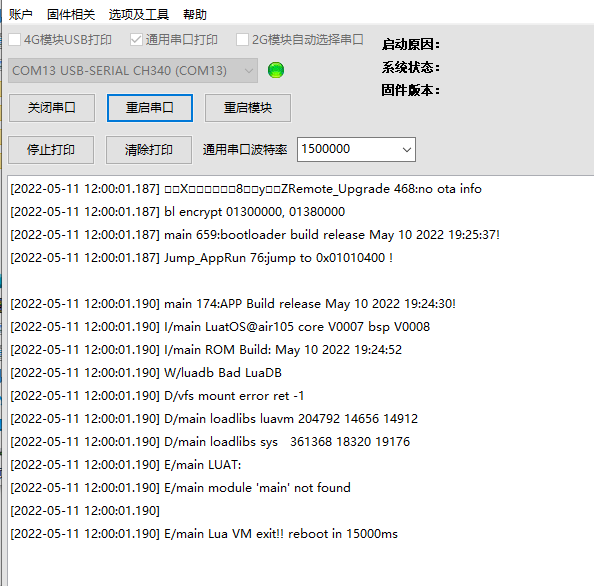 账户 固件相关 选项及工具 帮助
4G模块USB打印 通用串口打印 2G模块自动选择串口 启动原因：
COM13 USB-SERIAL CH340 (COM13) 系统状态：
固件版本：
关闭串口 重启串口 重启模块
停止打印 清除打印 通用串口波特率 1500000
[2022-05-11 12:00:01.187] □□X□□□□□□8□□y□□ZRemote_Upgrade 468:no ota info
[2022-05-11 12:00:01.187] bl encrypt 01300000, 01380000
[2022-05-11 12:00:01.187] main 659:bootloader build release May 10 2022 19:25:37!
[2022-05-11 12:00:01.187] Jump_AppRun 76:jump to 0x01010400 !
[2022-05-11 12:00:01.190] main 174:APP Build release May 10 2022 19:24:30!
[2022-05-11 12:00:01.190] I/main LuatOS@air105 core V0007 bsp V0008
[2022-05-11 12:00:01.190] I/main ROM Build: May 10 2022 19:24:52
[2022-05-11 12:00:01.190] W/luadb Bad LuaDB
[2022-05-11 12:00:01.190] D/vfs mount error ret -1
[2022-05-11 12:00:01.190] D/main loadlibs luavm 204792 14656 14912
[2022-05-11 12:00:01.190] D/main loadlibs sys   361368 18320 19176
[2022-05-11 12:00:01.190] E/main LUAT:
[2022-05-11 12:00:01.190] E/main module 'main' not found
[2022-05-11 12:00:01.190]
[2022-05-11 12:00:01.190] E/main Lua VM exit!! reboot in 15000ms